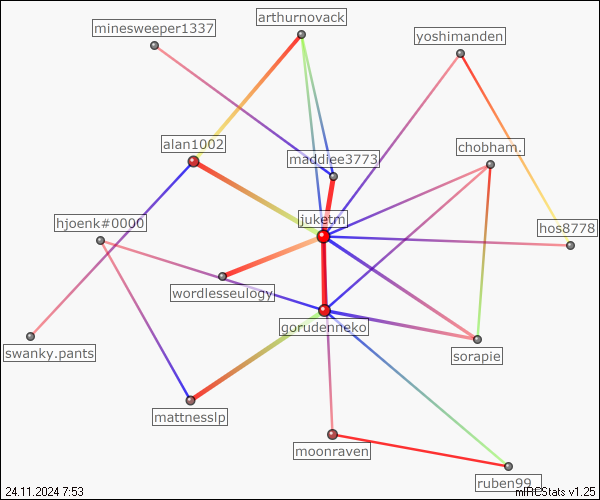 arthurnovack
minesweeper1337
yoshimanden
alan1002
chobham.
maddiee3773
juketm
hjoenk#0000
hos8778
wordlesseulogy
gorudenneko
swanky.pants
sorapie
mattnesslp
moonraven
ruben99_
24.11.2024 7:53
mIRCStats v1.25